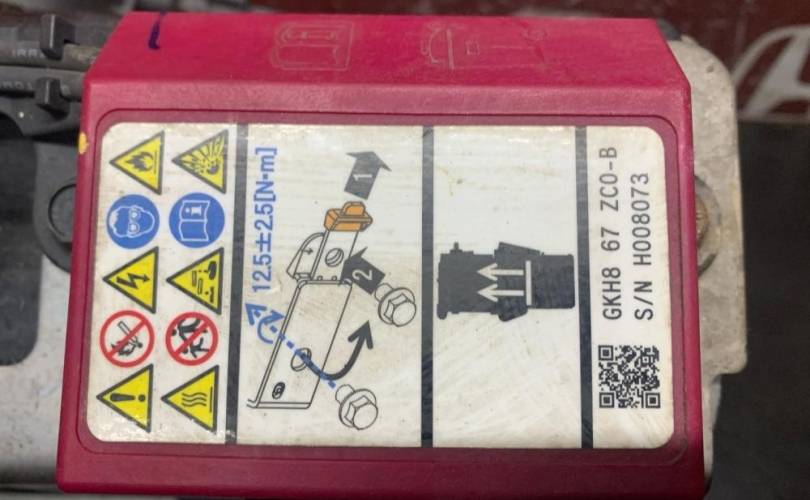 12.5±2.5[N·m]
1
2
GKH8 67 ZC0-B
S/N H008073